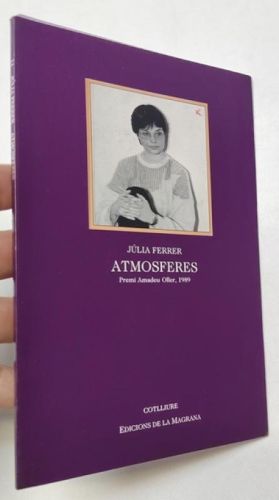 JÚLIA FERRER
ATMOSFERES
Premi Amadeu Oller, 1989
COTLLIURE
EDICIONS DE LA MAGRANA